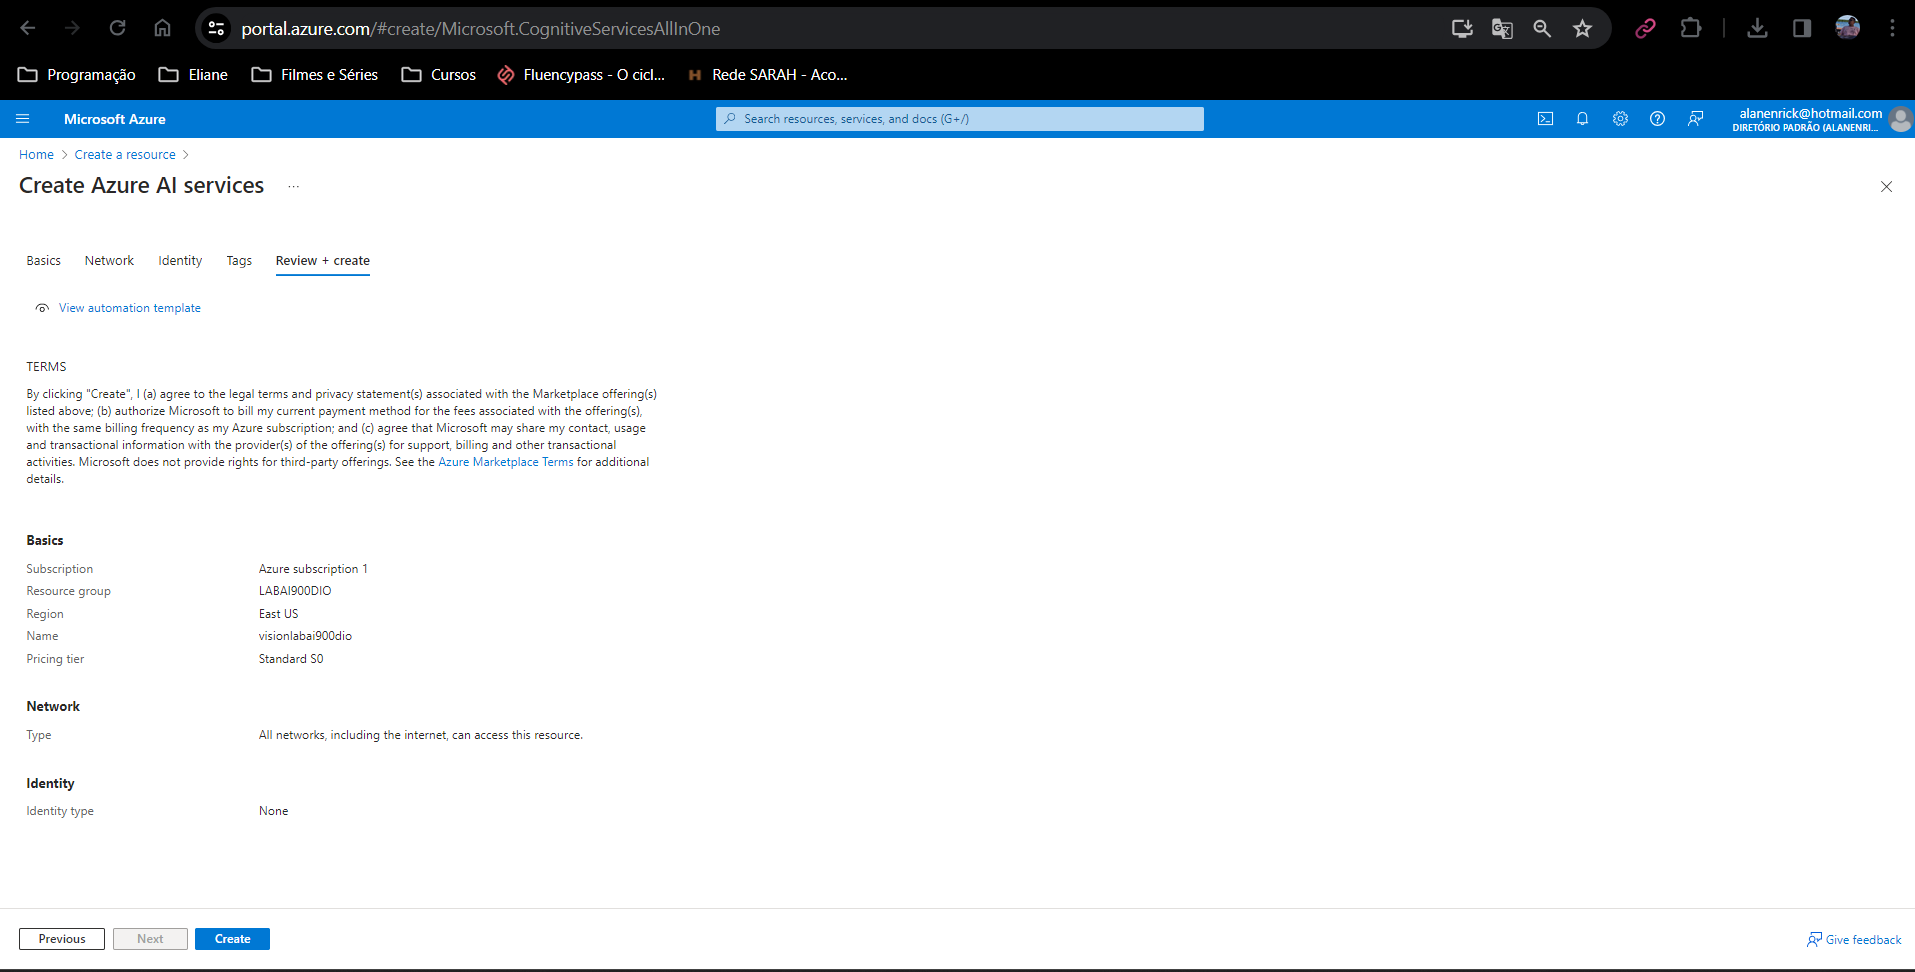 portal.azure.com/#create/Microsoft.CognitiveServicesAllInOne
Programação Eliane Filmes e Séries Cursos Fluencypass - O cicl... Rede SARAH - Aco...
Microsoft Azure
Search resources, services, and docs (G+/)
alanenrick@hotmail.com
DIRETÓRIO PADRÃO (ALANENRI...
Home > Create a resource >
Create Azure AI services ...
Basics Network Identity Tags Review + create
View automation template
TERMS
By clicking "Create", I (a) agree to the legal terms and privacy statement(s) associated with the Marketplace offering(s)
listed above; (b) authorize Microsoft to bill my current payment method for the fees associated with the offering(s),
with the same billing frequency as my Azure subscription; and (c) agree that Microsoft may share my contact, usage
and transactional information with the provider(s) of the offering(s) for support, billing and other transactional
activities. Microsoft does not provide rights for third-party offerings. See the Azure Marketplace Terms for additional
details.
Basics
Subscription Azure subscription 1
Resource group LABAI900DIO
Region East US
Name visionlabai900dio
Pricing tier Standard S0
Network
Type All networks, including the internet, can access this resource.
Identity
Identity type None
Previous Next Create
Give feedback